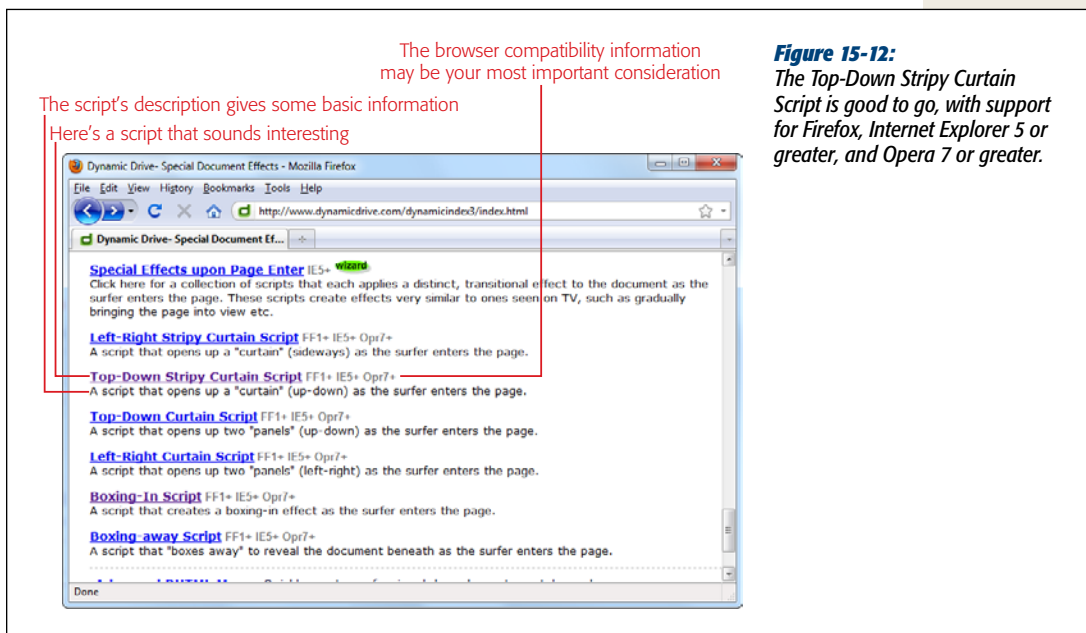 The browser compatibility information
may be your most important consideration
The script's description gives some basic information
Here's a script that sounds interesting
Figure 15-12:
The Top-Down Stripy Curtain
Script is good to go, with support
for Firefox, Internet Explorer 5 or
greater, and Opera 7 or greater.
Dynamic Drive- Special Document Effects - Mozilla Firefox
File Edit View History Bookmarks Tools Help
http://www.dynamicdrive.com/dynamicindex3/index.html
Dynamic Drive- Special Document Ef...
Special Effects upon Page Enter IE5+ wizard
Click here for a collection of scripts that each applies a distinct, transitional effect to the document as the
surfer enters the page. These scripts create effects very similar to ones seen on TV, such as gradually
bringing the page into view etc.
Left-Right Stripy Curtain Script FF1+ IE5+ Opr7+
A script that opens up a "curtain" (sideways) as the surfer enters the page.
Top-Down Stripy Curtain Script FF1+ IE5+ Opr7+
A script that opens up a "curtain" (up-down) as the surfer enters the page.
Top-Down Curtain Script FF1+ IE5+ Opr7+
A script that opens up two "panels" (up-down) as the surfer enters the page.
Left-Right Curtain Script FF1+ IE5+ Opr7+
A script that opens up two "panels" (left-right) as the surfer enters the page.
Boxing-In Script FF1+ IE5+ Opr7+
A script that creates a boxing-in effect as the surfer enters the page.
Boxing-away Script FF1+ IE5+ Opr7+
A script that "boxes away" to reveal the document beneath as the surfer enters the page.
Done